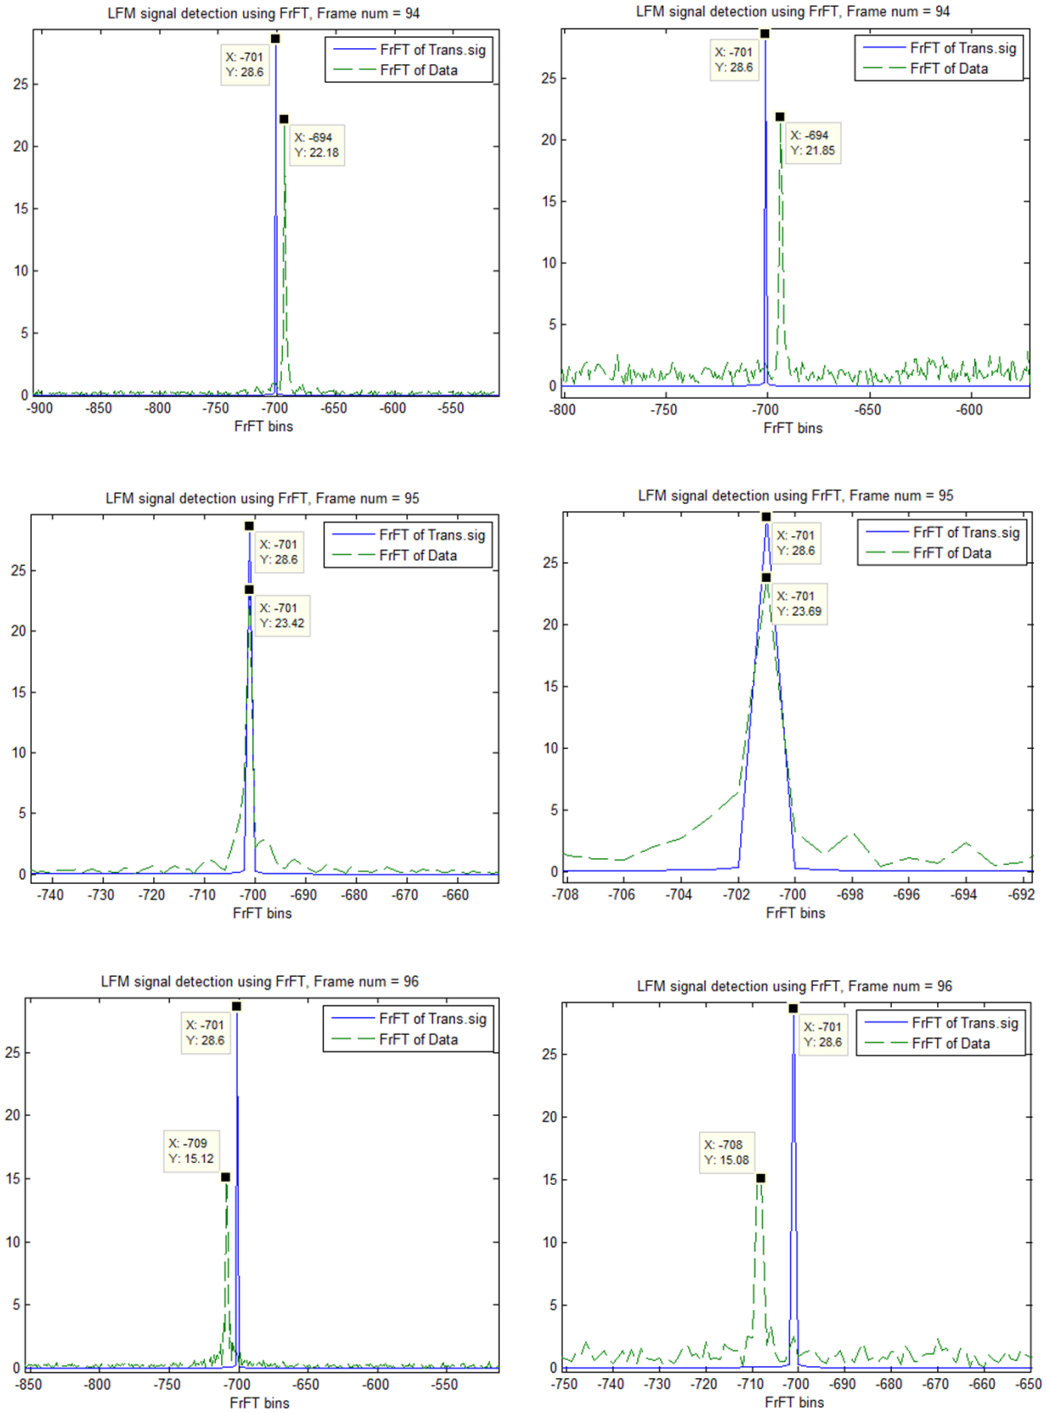 LFM signal detection using FrFT, Frame num = 94
FrFT of Trans.sig
FrFT of Data
X: -701
Y: 28.6
X: -694
Y: 22.18
25
20
15
10
5
0
-900 -850 -800 -750 -700 -650 -600 -550
FrFT bins
LFM signal detection using FrFT, Frame num = 94
FrFT of Trans.sig
FrFT of Data
X: -701
Y: 28.6
X: -694
Y: 21.85
25
20
15
10
5
0
-800 -750 -700 -650 -600
FrFT bins
LFM signal detection using FrFT, Frame num = 95
FrFT of Trans.sig
FrFT of Data
X: -701
Y: 28.6
X: -701
Y: 23.42
25
20
15
10
5
0
-740 -730 -720 -710 -700 -690 -680 -670 -660
FrFT bins
LFM signal detection using FrFT, Frame num = 95
FrFT of Trans.sig
FrFT of Data
X: -701
Y: 28.6
X: -701
Y: 23.69
25
20
15
10
5
0
-708 -706 -704 -702 -700 -698 -696 -694 -692
FrFT bins
LFM signal detection using FrFT, Frame num = 96
FrFT of Trans.sig
FrFT of Data
X: -701
Y: 28.6
X: -709
Y: 15.12
25
20
15
10
5
0
-850 -800 -750 -700 -650 -600 -550
FrFT bins
LFM signal detection using FrFT, Frame num = 96
FrFT of Trans.sig
FrFT of Data
X: -701
Y: 28.6
X: -708
Y: 15.08
25
20
15
10
5
0
-750 -740 -730 -720 -710 -700 -690 -680 -670 -660 -650
FrFT bins